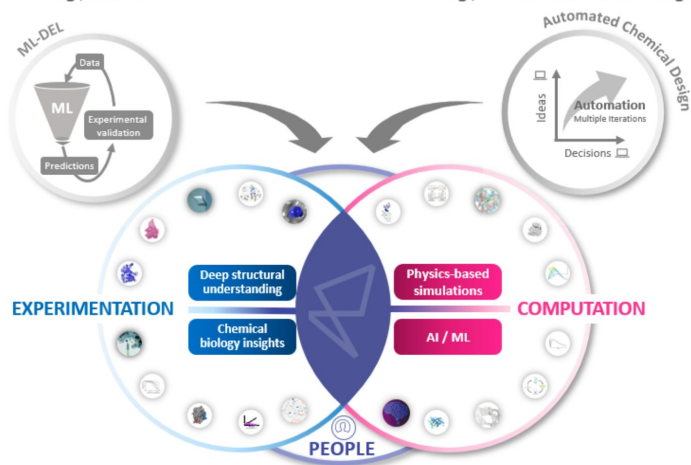 ML-DEL
Data
ML
Experimental
validation
Predictions
Automated Chemical Design
Ideas
Automation
Multiple Iterations
Decisions
Deep structural
understanding
Physics-based
simulations
EXPERIMENTATION
COMPUTATION
Chemical
biology insights
AI / ML
PEOPLE